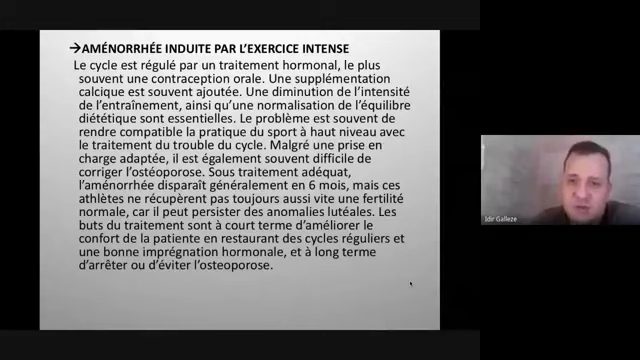 →AMÉNORRHÉE INDUITE PAR L'EXERCICE INTENSE
Le cycle est régulé par un traitement hormonal, le plus
souvent une contraception orale. Une supplémentation
calcique est souvent ajoutée. Une diminution de l'intensité
de l'entraînement, ainsi qu'une normalisation de l'équilibre
diététique sont essentielles. Le problème est souvent de
rendre compatible la pratique du sport à haut niveau avec
le traitement du trouble du cycle. Malgré une prise en
charge adaptée, il est également souvent difficile de
corriger l'ostéoporose. Sous traitement adéquat,
l'aménorrhée disparaît généralement en 6 mois, mais ces
athlètes ne récupèrent pas toujours aussi vite une fertilité
normale, car il peut persister des anomalies lutéales. Les
buts du traitement sont à court terme d'améliorer le
confort de la patiente en restaurant des cycles réguliers et
une bonne imprégnation hormonale, et à long terme
d'arrêter ou d'éviter l'osteoporose.
Idir Galleze